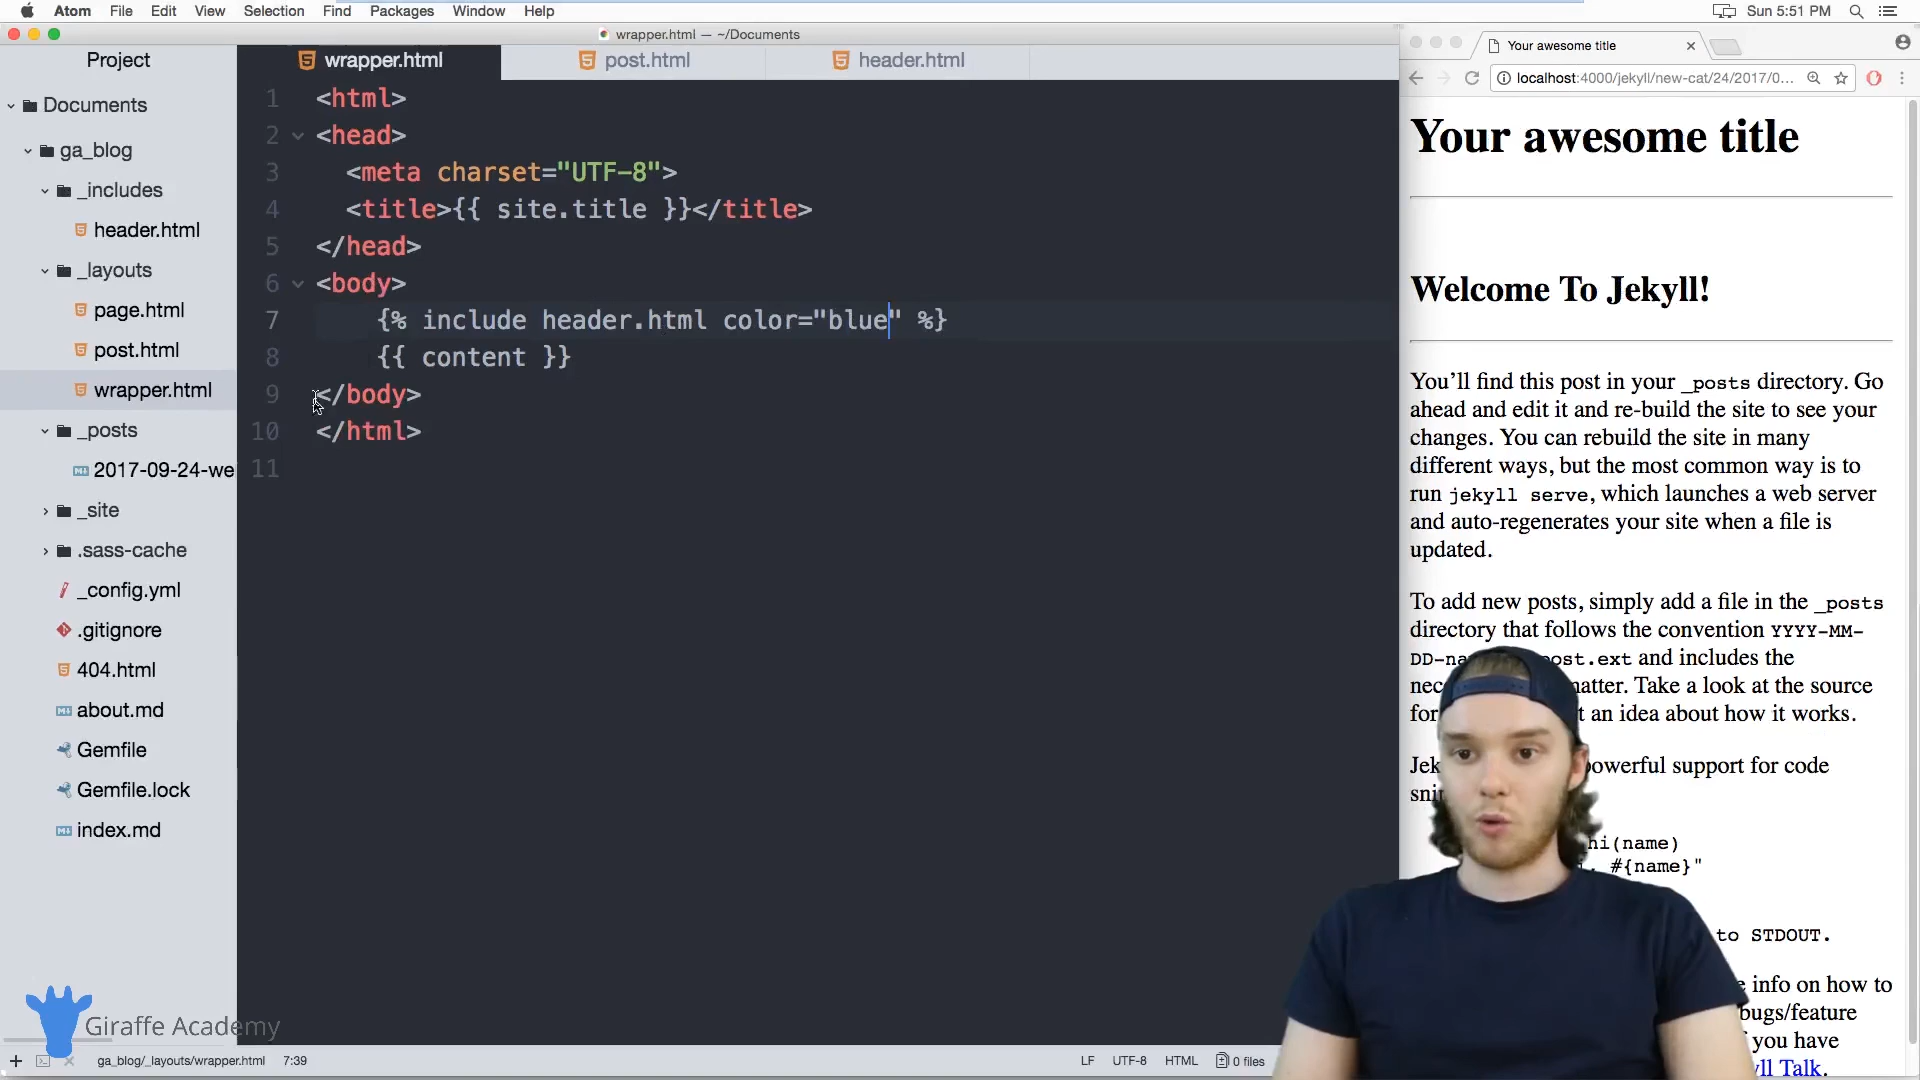 Atom File Edit View Selection Find Packages Window Help
Sun 5:51 PM
wrapper.html — ~/Documents
Project
Documents
ga_blog
_includes
header.html
_layouts
page.html
post.html
wrapper.html
_posts
2017-09-24-we
_site
.sass-cache
_config.yml
.gitignore
404.html
about.md
Gemfile
Gemfile.lock
index.md
wrapper.html post.html header.html
1 <html>
2 <head>
3 <meta charset="UTF-8">
4 <title>{{ site.title }}</title>
5 </head>
6 <body>
7 {% include header.html color="blue" %}
8 {{ content }}
9 </body>
10 </html>
11
Your awesome title
localhost:4000/jekyll/new-cat/24/2017/0...
Your awesome title
Welcome To Jekyll!
You’ll find this post in your _posts directory. Go
ahead and edit it and re-build the site to see your
changes. You can rebuild the site in many
different ways, but the most common way is to
run jekyll serve, which launches a web server
and auto-regenerates your site when a file is
updated.
To add new posts, simply add a file in the _posts
directory that follows the convention YYYY-MM-
DD-na ost.ext and includes the
nec atter. Take a look at the source
for t an idea about how it works.
Jek powerful support for code
sni
hi(name)
, #{name}"
to STDOUT.
e info on how to
bugs/feature
you have
yll Talk.
Giraffe Academy
ga_blog/_layouts/wrapper.html 7:39
LF UTF-8 HTML 0 files